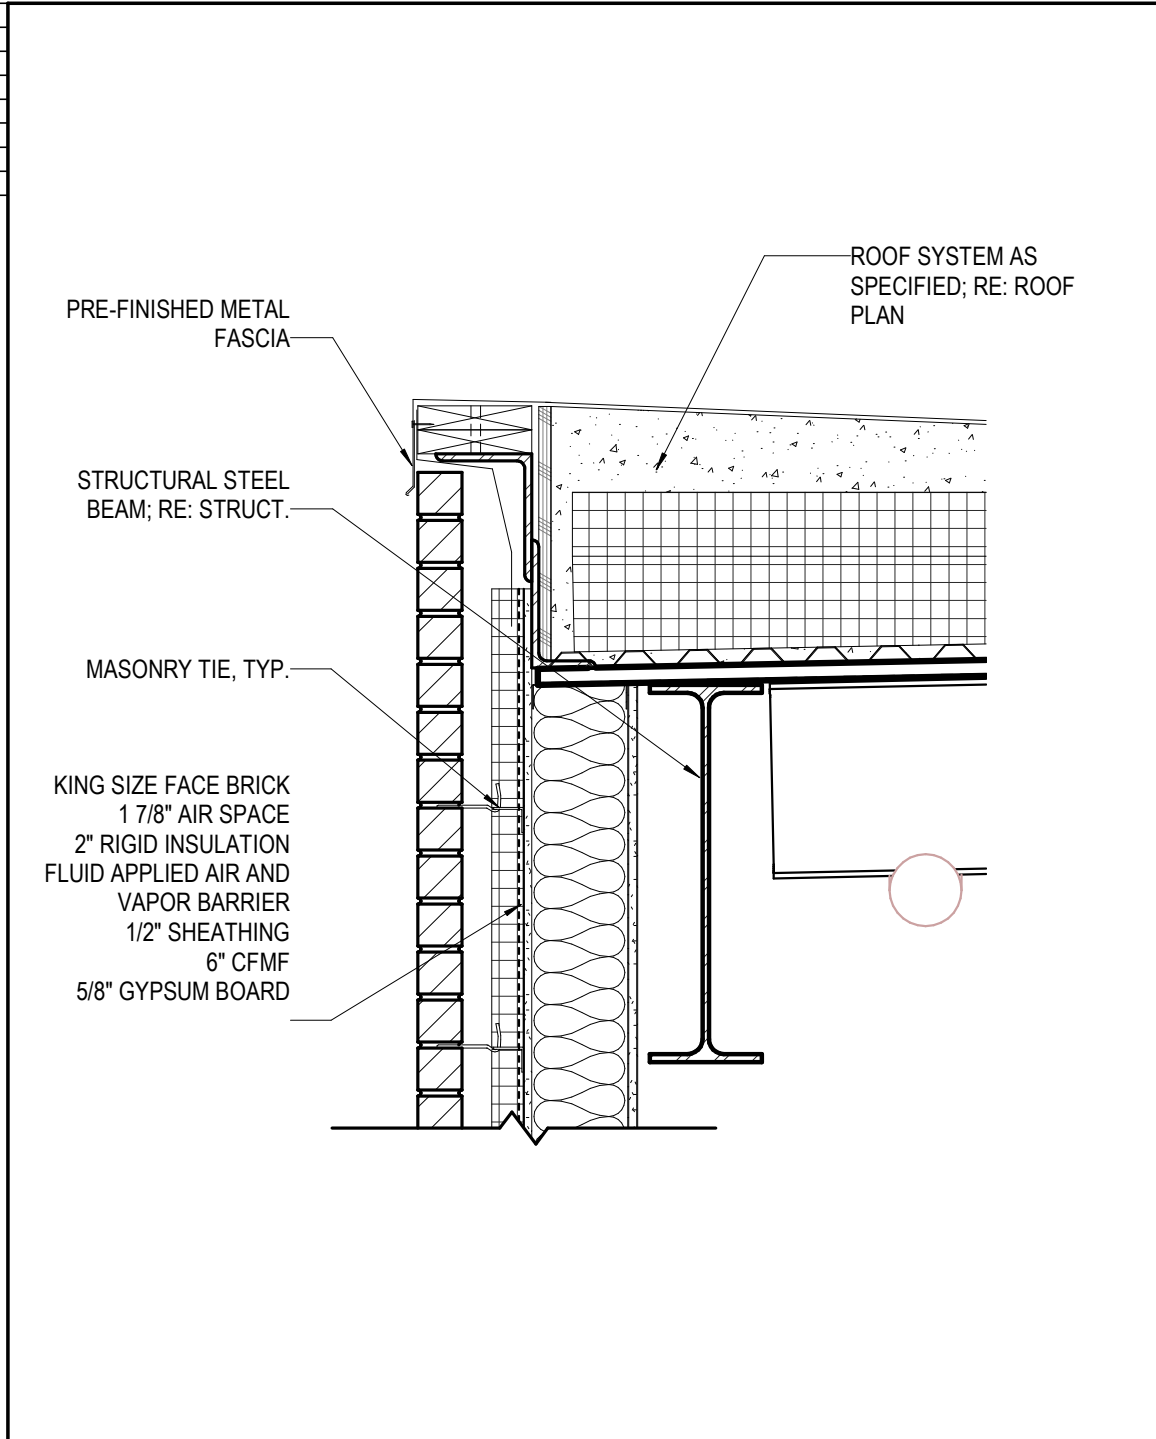 ROOF SYSTEM AS
SPECIFIED; RE: ROOF
PLAN
PRE-FINISHED METAL
FASCIA
STRUCTURAL STEEL
BEAM; RE: STRUCT.
MASONRY TIE, TYP.
KING SIZE FACE BRICK
1 7/8" AIR SPACE
2" RIGID INSULATION
FLUID APPLIED AIR AND
VAPOR BARRIER
1/2" SHEATHING
6" CFMF
5/8" GYPSUM BOARD